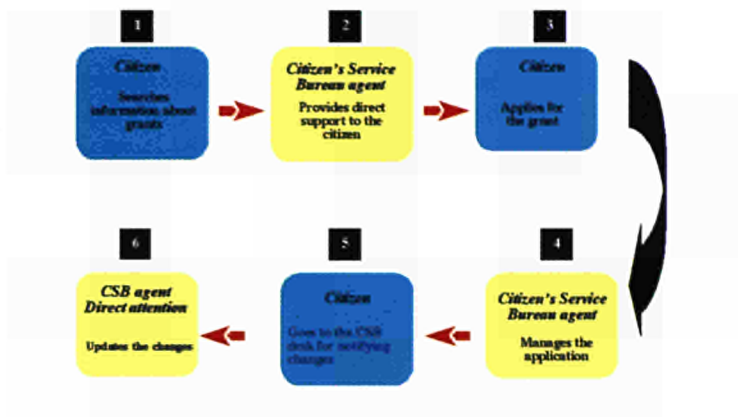 1
Citizen
Searches
information about
grants
2
Citizen's Service
Bureau agent
Provides direct
support to the
citizen
3
Citizen
Applies for
the grant
4
Citizen's Service
Bureau agent
Manages the
application
5
Citizen
Goes to the CSB
desk for notifying
changes
6
CSB agent
Direct attention
Updates the changes